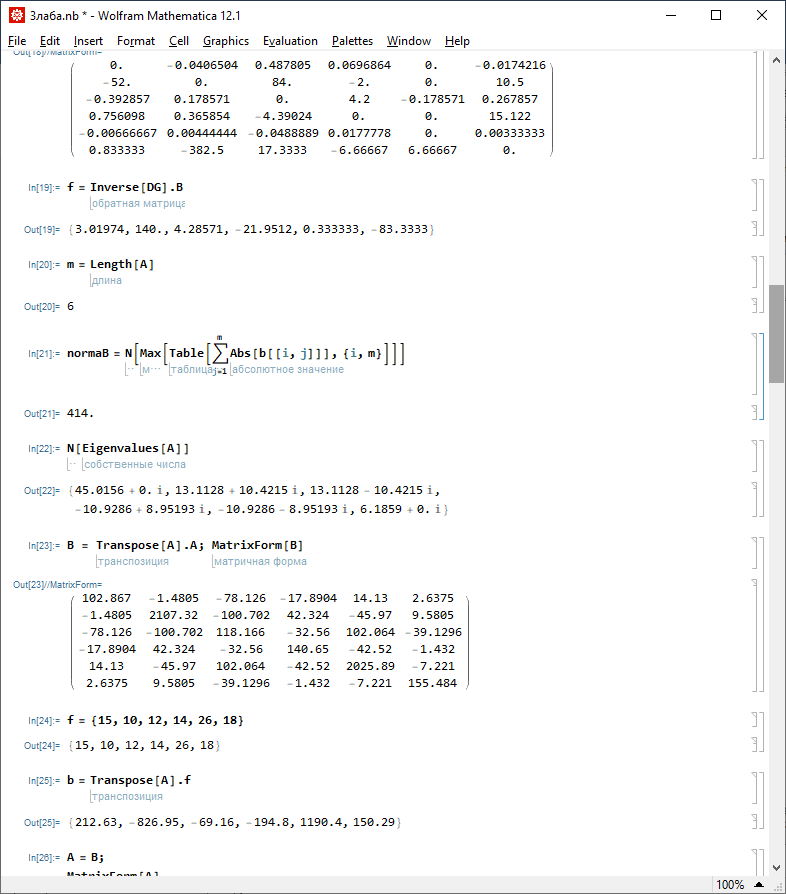 3лаба.nb * - Wolfram Mathematica 12.1
File Edit Insert Format Cell Graphics Evaluation Palettes Window Help
Out[18]//MatrixForm=
0. -0.0406504 0.487805 0.0696864 0. -0.0174216
-52. 0. 84. -2. 0. 10.5
-0.392857 0.178571 0. 4.2 -0.178571 0.267857
0.756098 0.365854 -4.39024 0. 0. 15.122
-0.00666667 0.00444444 -0.0488889 0.0177778 0. 0.00333333
0.833333 -382.5 17.3333 -6.66667 6.66667 0.
In[19]:= f = Inverse[DG].B
обратная матрица
Out[19]= {3.01974, 140., 4.28571, -21.9512, 0.333333, -83.3333}
In[20]:= m = Length[A]
длина
Out[20]= 6
In[21]:= normaB = N[Max[Table[∑_{j=1}^{m} Abs[b[[i, j]]], {i, m}]]]
·· м··· таблица абсолютное значение
Out[21]= 414.
In[22]:= N[Eigenvalues[A]]
·· собственные числа
Out[22]= {45.0156 + 0. i, 13.1128 + 10.4215 i, 13.1128 - 10.4215 i,
-10.9286 + 8.95193 i, -10.9286 - 8.95193 i, 6.1859 + 0. i}
In[23]:= B = Transpose[A].A; MatrixForm[B]
транспозиция матричная форма
Out[23]//MatrixForm=
102.867 -1.4805 -78.126 -17.8904 14.13 2.6375
-1.4805 2107.32 -100.702 42.324 -45.97 9.5805
-78.126 -100.702 118.166 -32.56 102.064 -39.1296
-17.8904 42.324 -32.56 140.65 -42.52 -1.432
14.13 -45.97 102.064 -42.52 2025.89 -7.221
2.6375 9.5805 -39.1296 -1.432 -7.221 155.484
In[24]:= f = {15, 10, 12, 14, 26, 18}
Out[24]= {15, 10, 12, 14, 26, 18}
In[25]:= b = Transpose[A].f
транспозиция
Out[25]= {212.63, -826.95, -69.16, -194.8, 1190.4, 150.29}
In[26]:= A = B;
MatrixForm[A]
100%